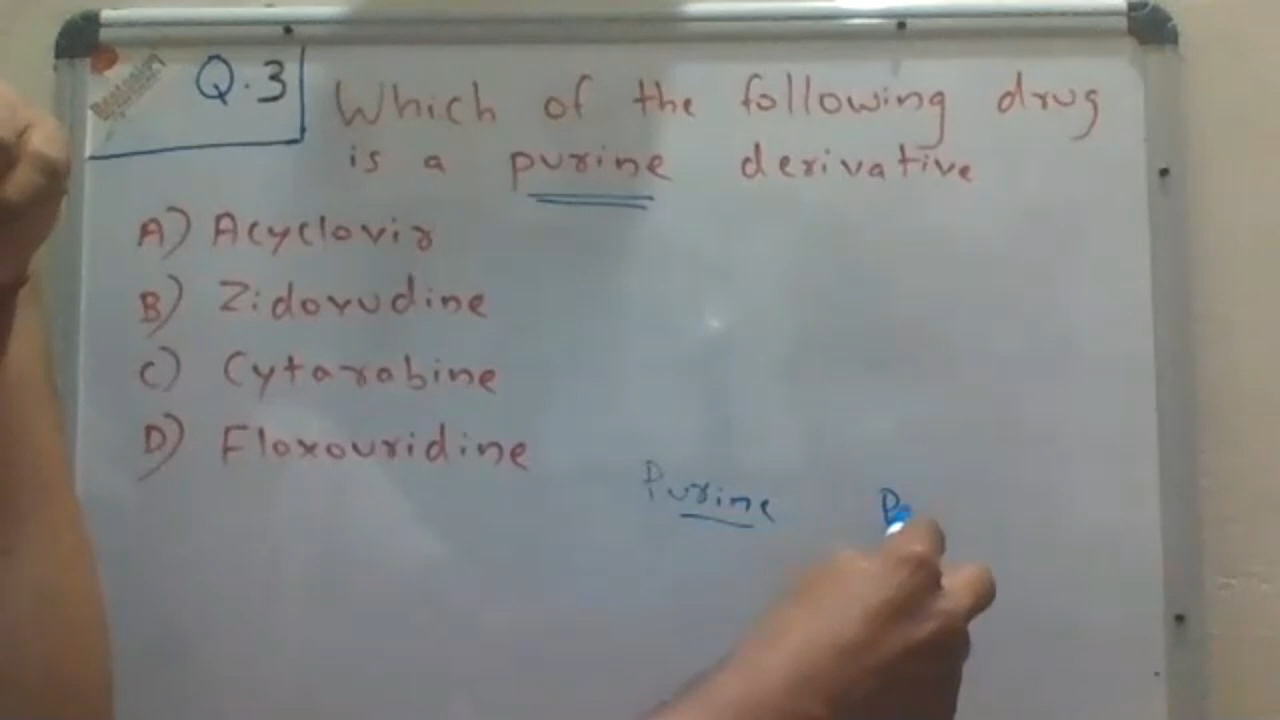 Q.3
Which of the following drug
is a purine derivative
A) Acyclovir
B) Zidovudine
C) Cytarabine
D) Floxouridine
Purine P